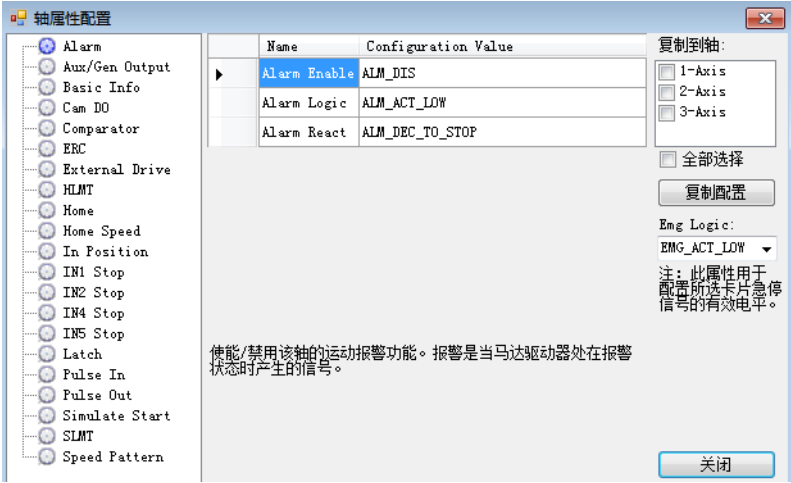 轴属性配置
Alarm
Aux/Gen Output
Basic Info
Cam DO
Comparator
ERC
External Drive
HLMT
Home
Home Speed
In Position
IN1 Stop
IN2 Stop
IN4 Stop
IN5 Stop
Latch
Pulse In
Pulse Out
Simulate Start
SLMT
Speed Pattern
Name Configuration Value
Alarm Enable ALM_DIS
Alarm Logic ALM_ACT_LOW
Alarm React ALM_DEC_TO_STOP
使能/禁用该轴的运动报警功能。报警是当马达驱动器处在报警
状态时产生的信号。
复制到轴:
1-Axis
2-Axis
3-Axis
全部选择
复制配置
Emg Logic:
EMG_ACT_LOW
注: 此属性用于
配置所选卡片急停
信号的有效电平。
关闭